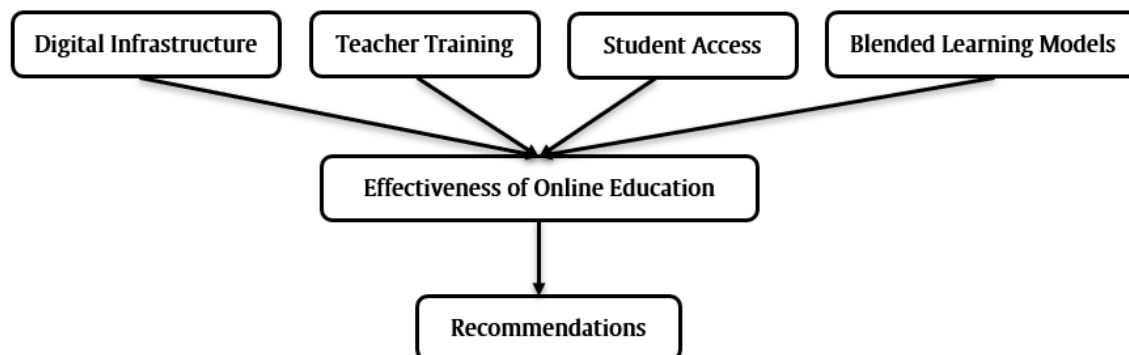 Digital Infrastructure
Teacher Training
Student Access
Blended Learning Models
Effectiveness of Online Education
Recommendations